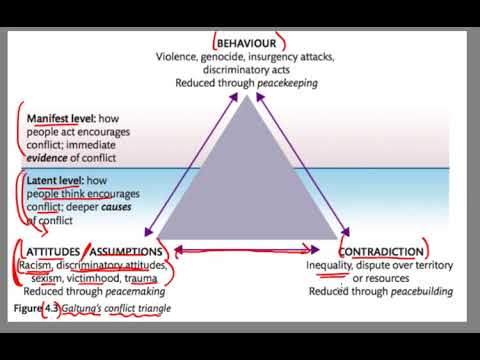 BEHAVIOUR
Violence, genocide, insurgency attacks,
discriminatory acts
Reduced through peacekeeping
Manifest level: how
people act encourages
conflict; immediate
evidence of conflict
Latent level: how
people think encourages
conflict; deeper causes
of conflict
ATTITUDES / ASSUMPTIONS
Racism, discriminatory attitudes,
sexism, victimhood, trauma
Reduced through peacemaking
CONTRADICTION
Inequality, dispute over territory
or resources
Reduced through peacebuilding
Figure 4.3 Galtung's conflict triangle